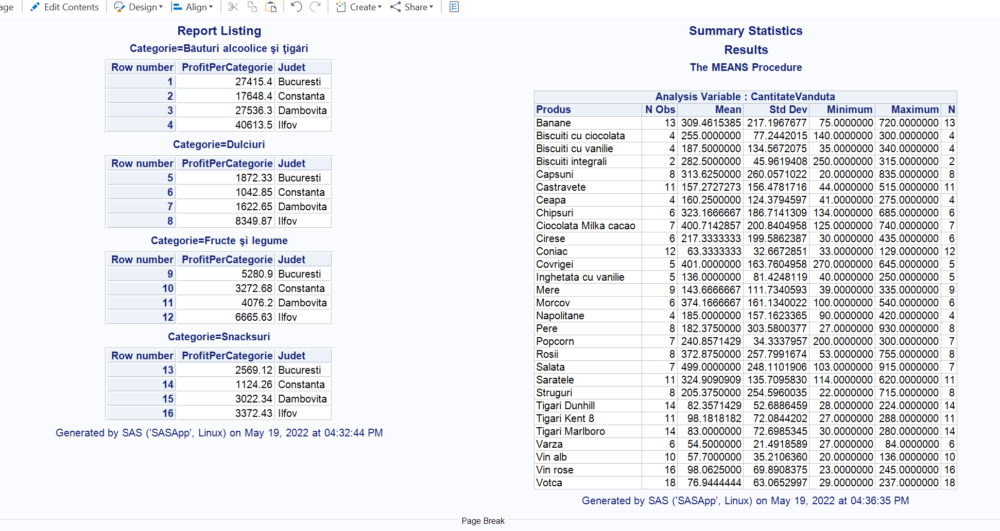 age Edit Contents Design Align Create Share
Report Listing
Categorie=Băuturi alcoolice şi ţigări
Row number ProfitPerCategorie Judet
1 27415.4 Bucuresti
2 17648.4 Constanta
3 27536.3 Dambovita
4 40613.5 Ilfov
Categorie=Dulciuri
Row number ProfitPerCategorie Judet
5 1872.33 Bucuresti
6 1042.85 Constanta
7 1622.65 Dambovita
8 8349.87 Ilfov
Categorie=Fructe şi legume
Row number ProfitPerCategorie Judet
9 5280.9 Bucuresti
10 3272.68 Constanta
11 4076.2 Dambovita
12 6665.63 Ilfov
Categorie=Snacksuri
Row number ProfitPerCategorie Judet
13 2569.12 Bucuresti
14 1124.26 Constanta
15 3022.34 Dambovita
16 3372.43 Ilfov
Generated by SAS ('SASApp', Linux) on May 19, 2022 at 04:32:44 PM
Summary Statistics
Results
The MEANS Procedure
Analysis Variable : CantitateVanduta
Produs N Obs Mean Std Dev Minimum Maximum N
Banane 13 309.4615385 217.1967677 75.0000000 720.0000000 13
Biscuiti cu ciocolata 4 255.0000000 77.2442015 140.0000000 300.0000000 4
Biscuiti cu vanilie 4 187.5000000 134.5672075 35.0000000 340.0000000 4
Biscuiti integrali 2 282.5000000 45.9619408 250.0000000 315.0000000 2
Capsuni 8 313.6250000 260.0571022 20.0000000 835.0000000 8
Castravete 11 157.2727273 156.4781716 44.0000000 515.0000000 11
Ceapa 4 160.2500000 124.3794597 41.0000000 275.0000000 4
Chipsuri 6 323.1666667 186.7141309 134.0000000 685.0000000 6
Ciocolata Milka cacao 7 400.7142857 200.8404958 125.0000000 740.0000000 7
Cirese 6 217.3333333 199.5862387 30.0000000 435.0000000 6
Coniac 12 63.3333333 32.6672851 33.0000000 129.0000000 12
Covrigei 5 401.0000000 163.7604958 270.0000000 645.0000000 5
Inghetata cu vanilie 5 136.0000000 81.4248119 40.0000000 250.0000000 5
Mere 9 143.6666667 111.7340593 39.0000000 335.0000000 9
Morcov 6 374.1666667 161.1340022 100.0000000 540.0000000 6
Napolitane 4 185.0000000 157.1623365 90.0000000 420.0000000 4
Pere 8 182.3750000 303.5800377 27.0000000 930.0000000 8
Popcorn 7 240.8571429 34.3337957 200.0000000 300.0000000 7
Rosii 8 372.8750000 257.7991674 53.0000000 755.0000000 8
Salata 7 499.0000000 248.1101906 103.0000000 915.0000000 7
Saratele 11 324.9090909 135.7095830 114.0000000 620.0000000 11
Struguri 8 205.3750000 254.5960035 22.0000000 715.0000000 8
Tigari Dunhill 14 82.3571429 52.6886459 28.0000000 224.0000000 14
Tigari Kent 8 11 98.1818182 72.0844202 27.0000000 288.0000000 11
Tigari Marlboro 14 83.0000000 72.6985345 30.0000000 280.0000000 14
Varza 6 54.5000000 21.4918589 27.0000000 84.0000000 6
Vin alb 10 57.7000000 35.2106360 20.0000000 136.0000000 10
Vin rose 16 98.0625000 69.8908375 23.0000000 245.0000000 16
Votca 18 76.9444444 63.0652997 29.0000000 237.0000000 18
Generated by SAS ('SASApp', Linux) on May 19, 2022 at 04:36:35 PM
Page Break